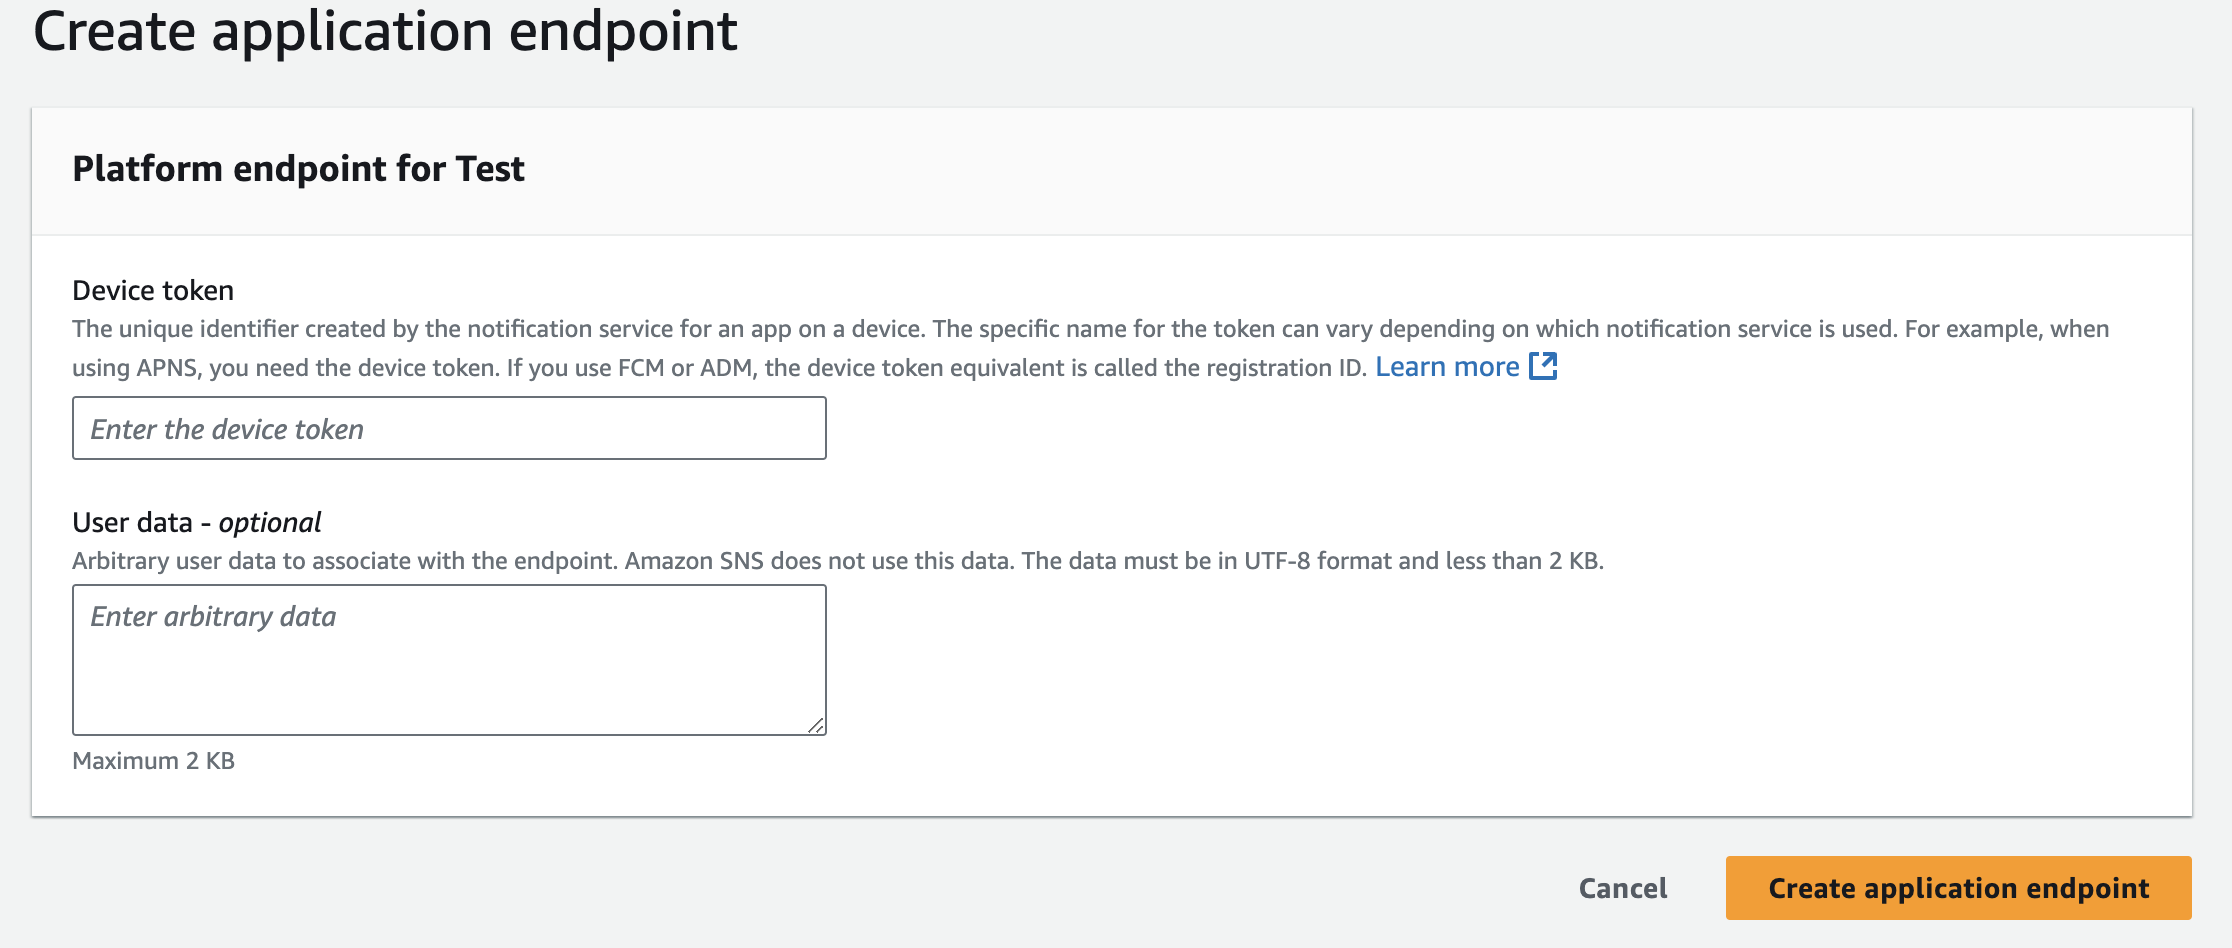 Create application endpoint
Platform endpoint for Test
Device token
The unique identifier created by the notification service for an app on a device. The specific name for the token can vary depending on which notification service is used. For example, when
using APNS, you need the device token. If you use FCM or ADM, the device token equivalent is called the registration ID. Learn more
Enter the device token
User data - optional
Arbitrary user data to associate with the endpoint. Amazon SNS does not use this data. The data must be in UTF-8 format and less than 2 KB.
Enter arbitrary data
Maximum 2 KB
Cancel
Create application endpoint